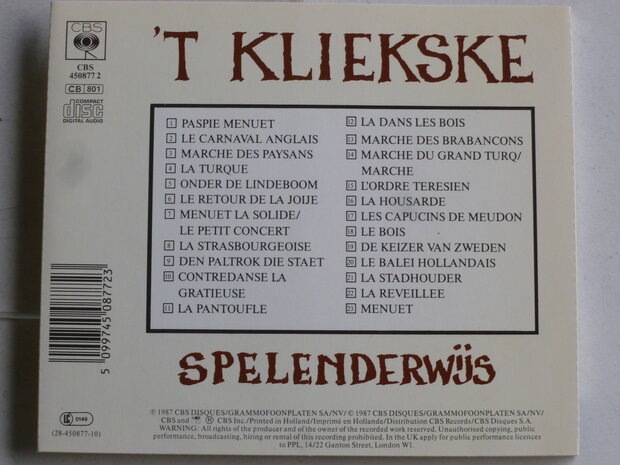 CBS
CBS
450877 2
CB 801
COMPACT
disc
DIGITAL AUDIO
'T KLIEKSKE
1 PASPIE MENUET
2 LE CARNAVAL ANGLAIS
3 MARCHE DES PAYSANS
4 LA TURQUE
5 ONDER DE LINDEBOOM
6 LE RETOUR DE LA JOIJE
7 MENUET LA SOLIDE/
LE PETIT CONCERT
8 LA STRASBOURGEOISE
9 DEN PALTROK DIE STAET
10 CONTREDANSE LA
GRATIEUSE
11 LA PANTOUFLE
12 LA DANS LES BOIS
13 MARCHE DES BRABANCONS
14 MARCHE DU GRAND TURQ/
MARCHE
15 L'ORDRE TERESIEN
16 LA HOUSARDE
17 LES CAPUCINS DE MEUDON
18 LE BOIS
19 DE KEIZER VAN ZWEDEN
20 LE BALEI HOLLANDAIS
21 LA STADHOUDER
22 LA REVEILLEE
23 MENUET
5 099745 087723
SPELENDERWIJS
LC 0149
(28-450877-10)
℗ 1987 CBS DISQUES/GRAMMOFOONPLATEN SA/NV/ © 1987 CBS DISQUES/GRAMMOFOONPLATEN SA/NV/
CBS and ® CBS Inc./Printed in Holland/Imprimé en Hollande/Distribution CBS Records/CBS Disques S.A.
WARNING: All rights of the producer and of the owner of the recorded work reserved. Unauthorised copying, public
performance, broadcasting, hiring or rental of this recording prohibited. In the UK apply for public performance licences
to PPL, 14/22 Ganton Street, London W1.